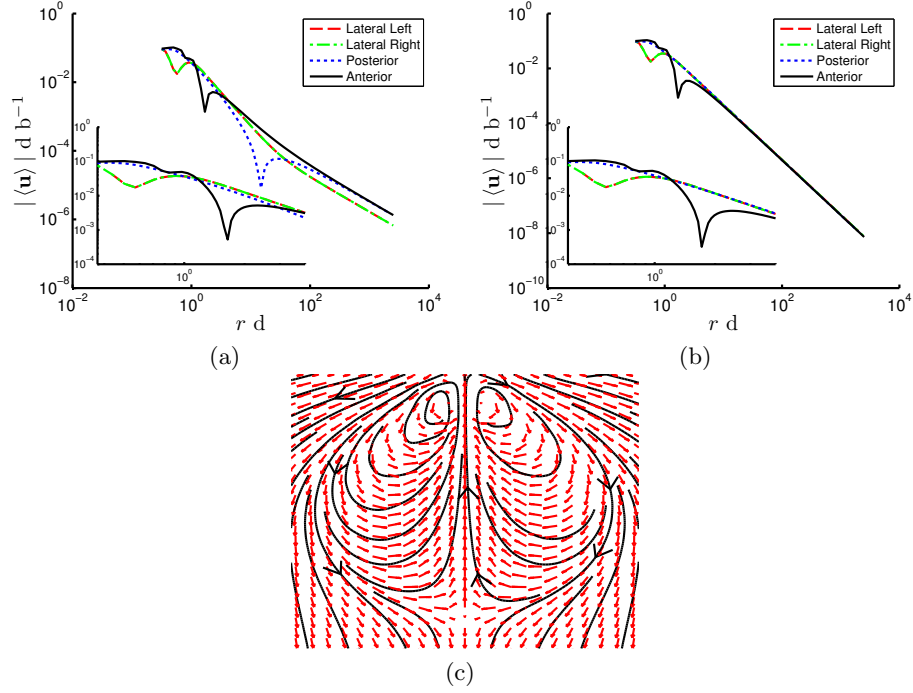 10^0
10^-2
10^-4
10^-6
10^-8
10^-2
10^0
10^2
10^4
| ⟨u⟩ | d b^-1
r d
Lateral Left
Lateral Right
Posterior
Anterior
10^0
10^-1
10^-2
10^-3
10^-4
10^0
(a)
10^0
10^-2
10^-4
10^-6
10^-8
10^-10
10^-2
10^0
10^2
10^4
| ⟨u⟩ | d b^-1
r d
Lateral Left
Lateral Right
Posterior
Anterior
10^0
10^-1
10^-2
10^-3
10^-4
10^0
(b)
(c)